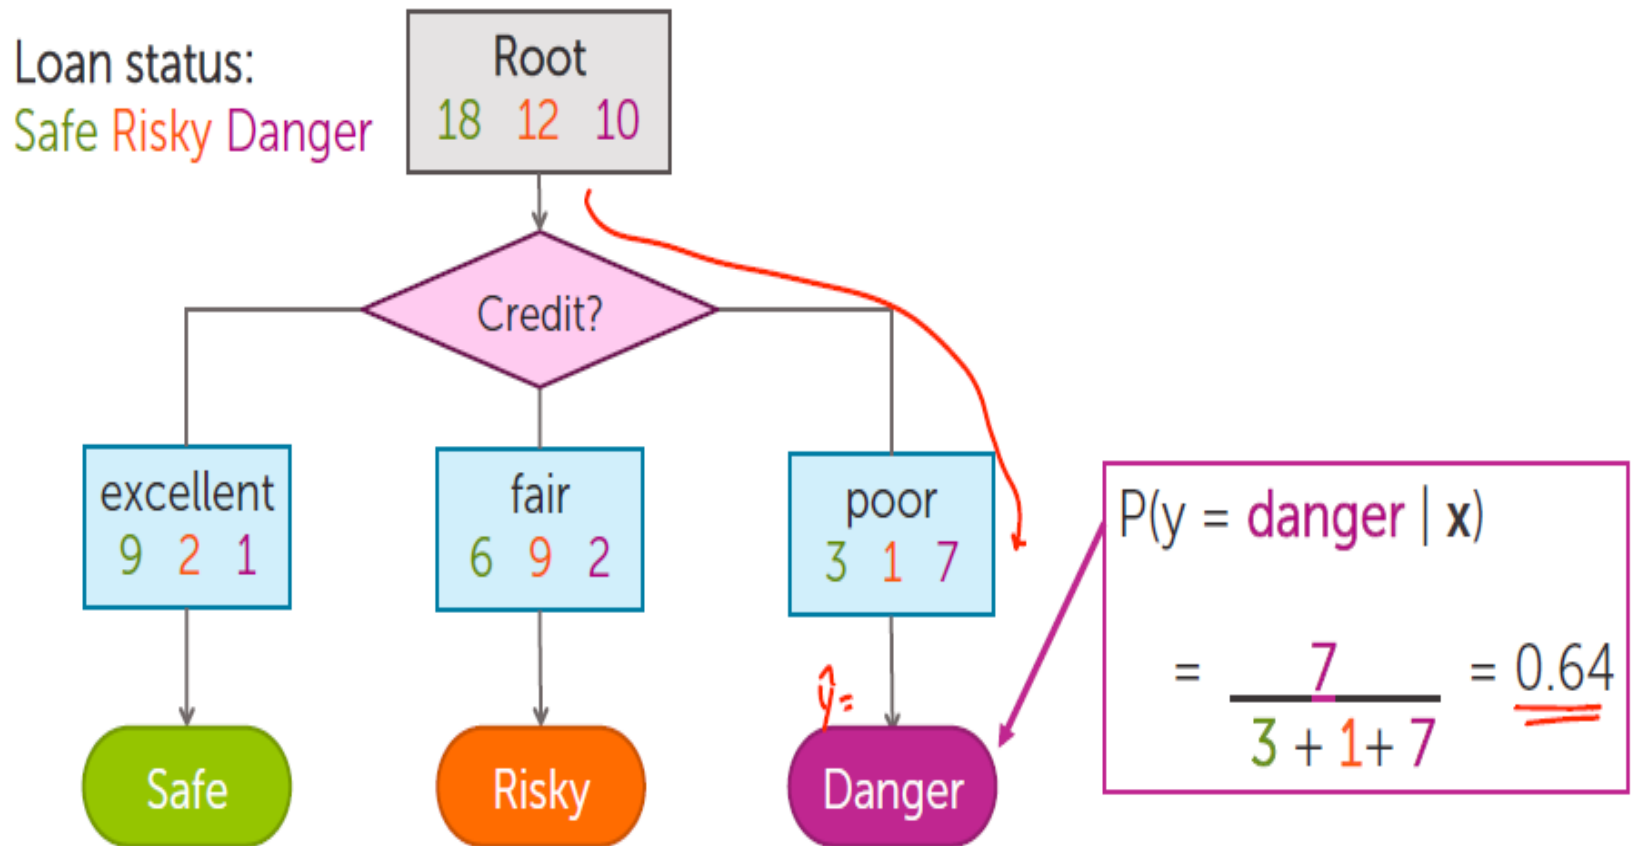 Loan status:
Safe Risky Danger
Root
18 12 10
Credit?
excellent
9 2 1
fair
6 9 2
poor
3 1 7
P(y = danger | x)
= 7 / 3 + 1 + 7 = 0.64
ŷ=
Safe
Risky
Danger